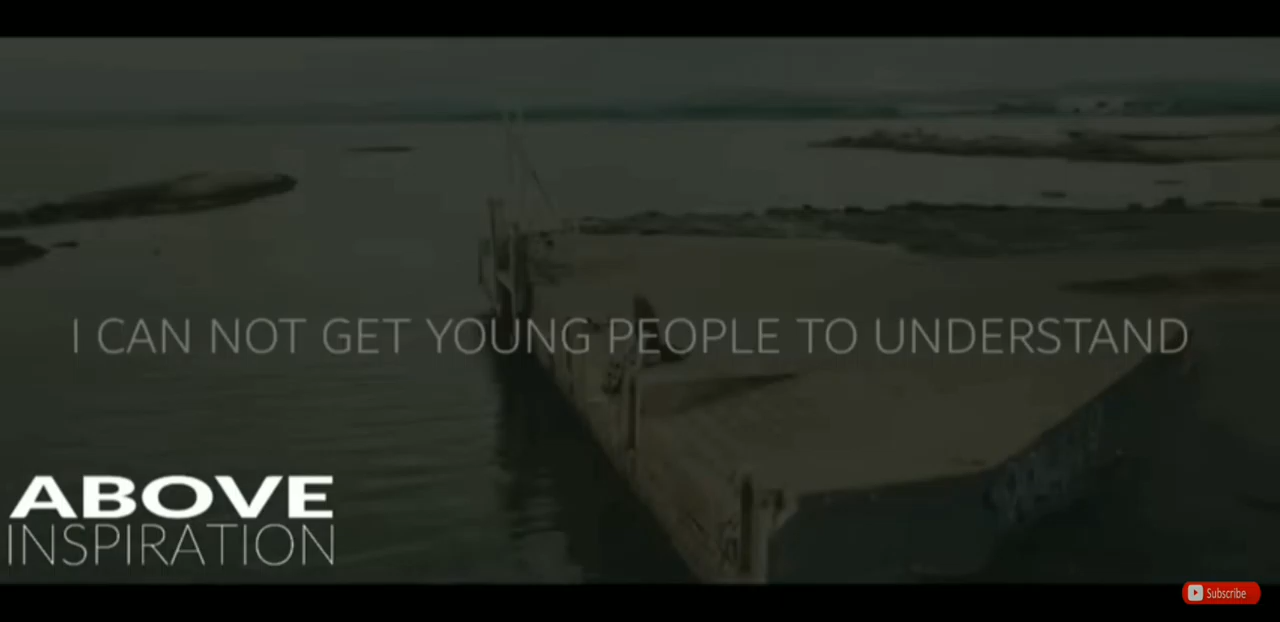 I CAN NOT GET YOUNG PEOPLE TO UNDERSTAND
ABOVE
INSPIRATION
Subscribe